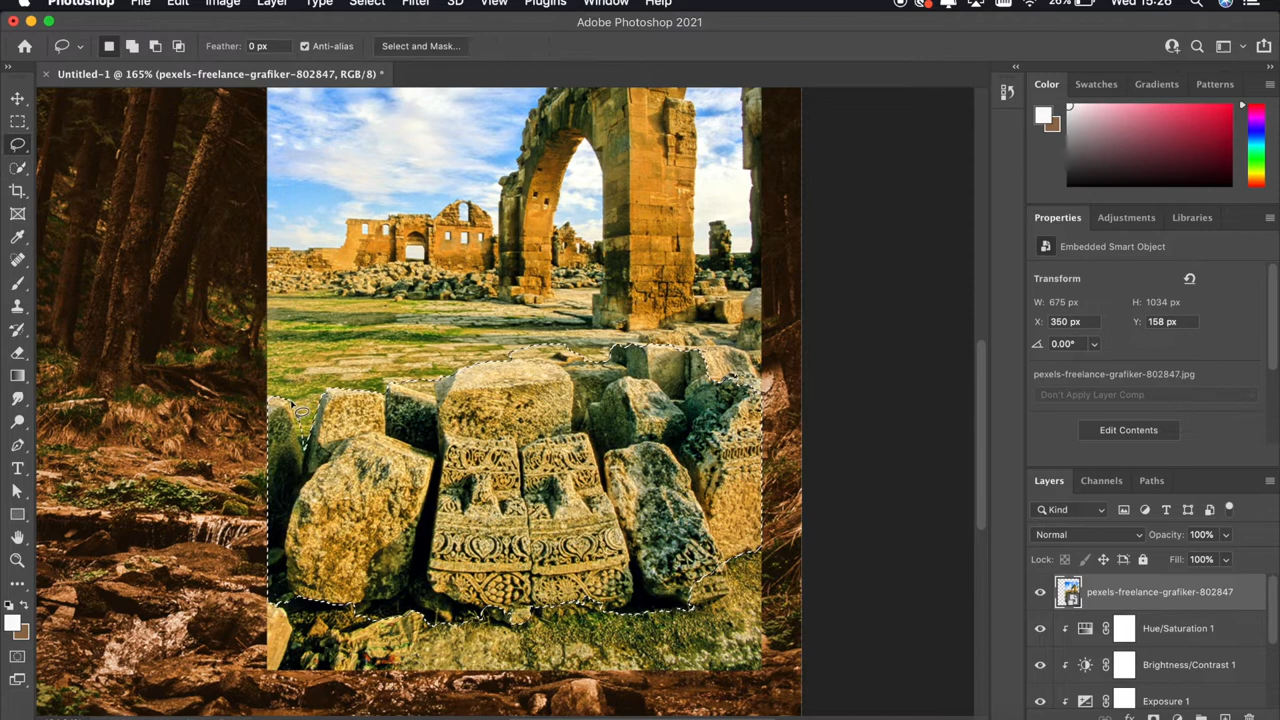 Photoshop File Edit Image Layer Type Select Filter 3D View Plugins Window Help 26% Wed 15:26
Adobe Photoshop 2021
Feather: 0 px Anti-alias Select and Mask...
Untitled-1 @ 165% (pexels-freelance-grafiker-802847, RGB/8) *
Color Swatches Gradients Patterns
Properties Adjustments Libraries
Embedded Smart Object
Transform
W: 675 px H: 1034 px
X: 350 px Y: 158 px
0.00°
pexels-freelance-grafiker-802847.jpg
Don't Apply Layer Comp
Edit Contents
Layers Channels Paths
Kind
Normal Opacity: 100%
Lock: Fill: 100%
pexels-freelance-grafiker-802847
Hue/Saturation 1
Brightness/Contrast 1
Exposure 1